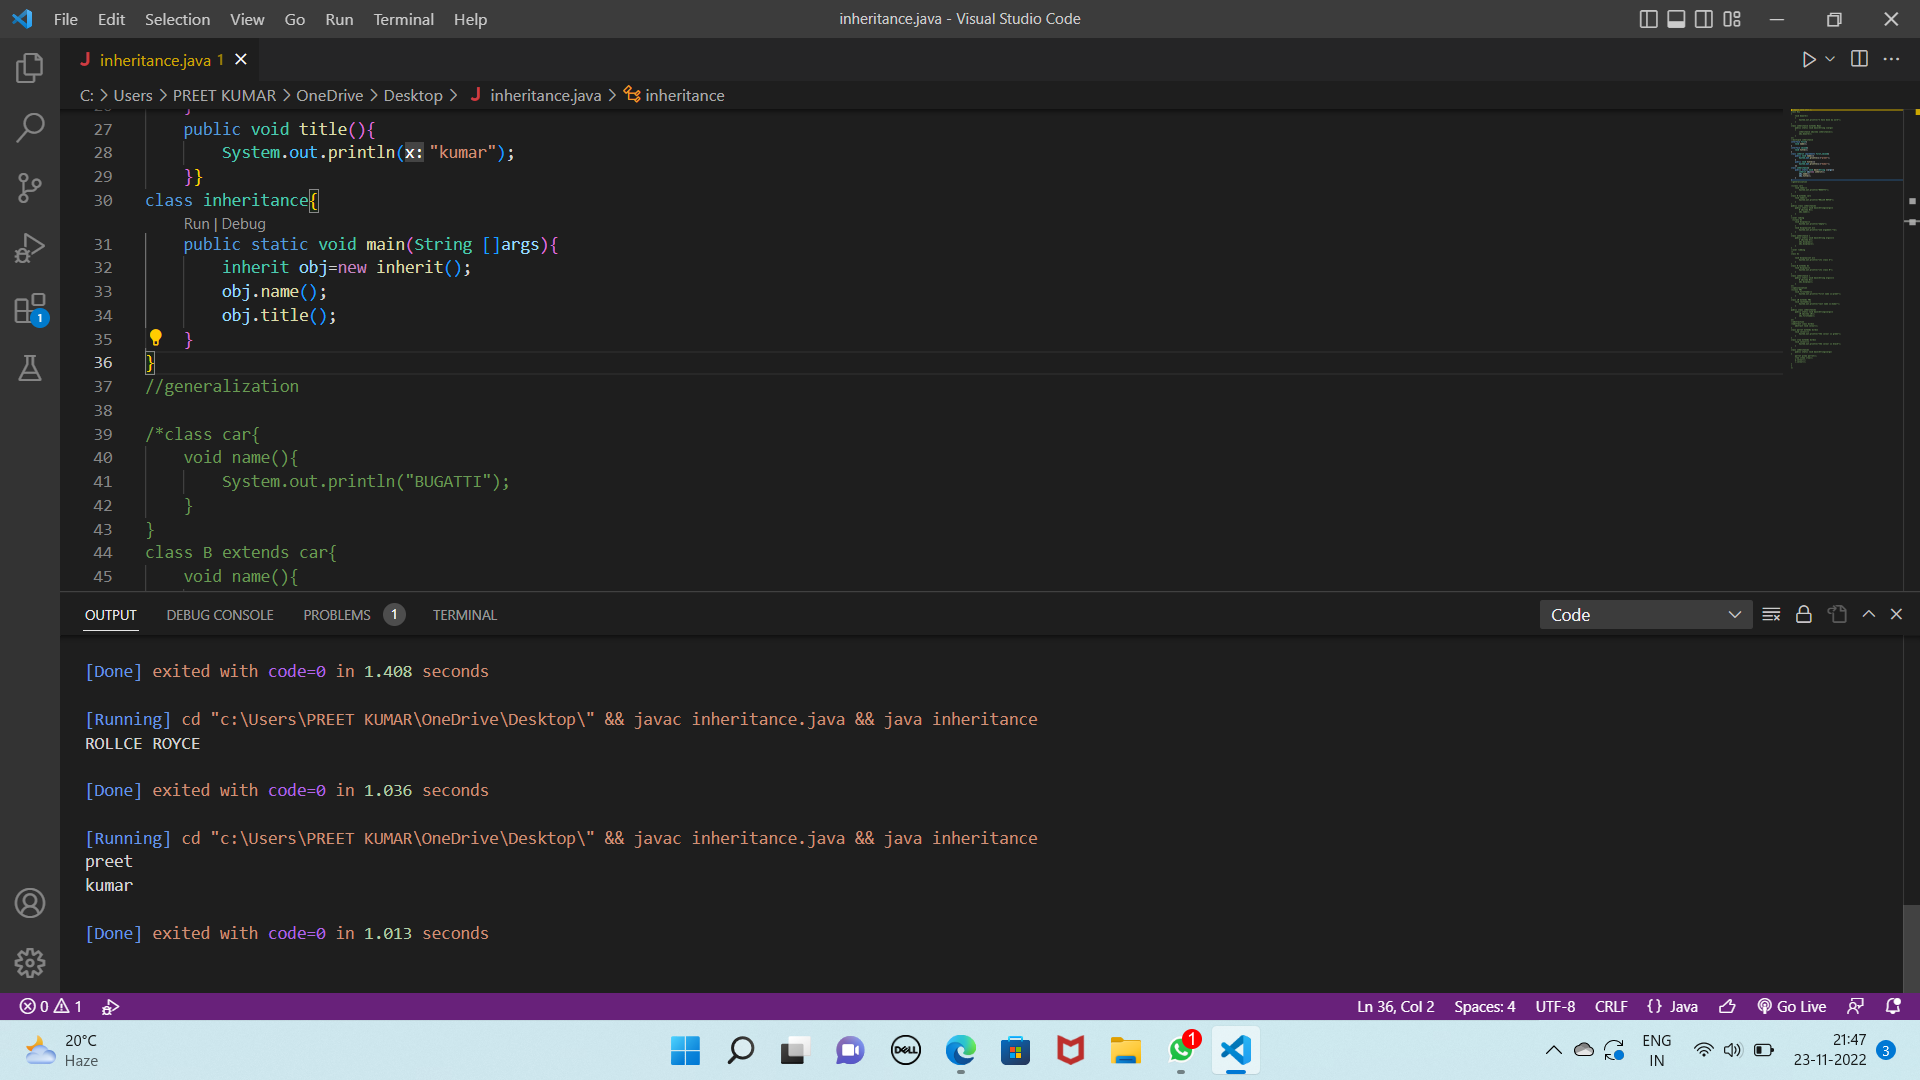 File Edit Selection View Go Run Terminal Help
inheritance.java - Visual Studio Code
J inheritance.java 1
C: > Users > PREET KUMAR > OneDrive > Desktop > J inheritance.java > inheritance
27 public void title(){
28 System.out.println(x: "kumar");
29 }}
30 class inheritance{
Run | Debug
31 public static void main(String []args){
32 inherit obj=new inherit();
33 obj.name();
34 obj.title();
35 }
36 }
37 //generalization
38
39 /*class car{
40 void name(){
41 System.out.println("BUGATTI");
42 }
43 }
44 class B extends car{
45 void name(){
1
OUTPUT DEBUG CONSOLE PROBLEMS 1 TERMINAL
Code
[Done] exited with code=0 in 1.408 seconds
[Running] cd "c:\Users\PREET KUMAR\OneDrive\Desktop\" && javac inheritance.java && java inheritance
ROLLCE ROYCE
[Done] exited with code=0 in 1.036 seconds
[Running] cd "c:\Users\PREET KUMAR\OneDrive\Desktop\" && javac inheritance.java && java inheritance
preet
kumar
[Done] exited with code=0 in 1.013 seconds
0 1
Ln 36, Col 2 Spaces: 4 UTF-8 CRLF {} Java Go Live
20°C
Haze
DELL
1
ENG
IN
21:47
23-11-2022
3